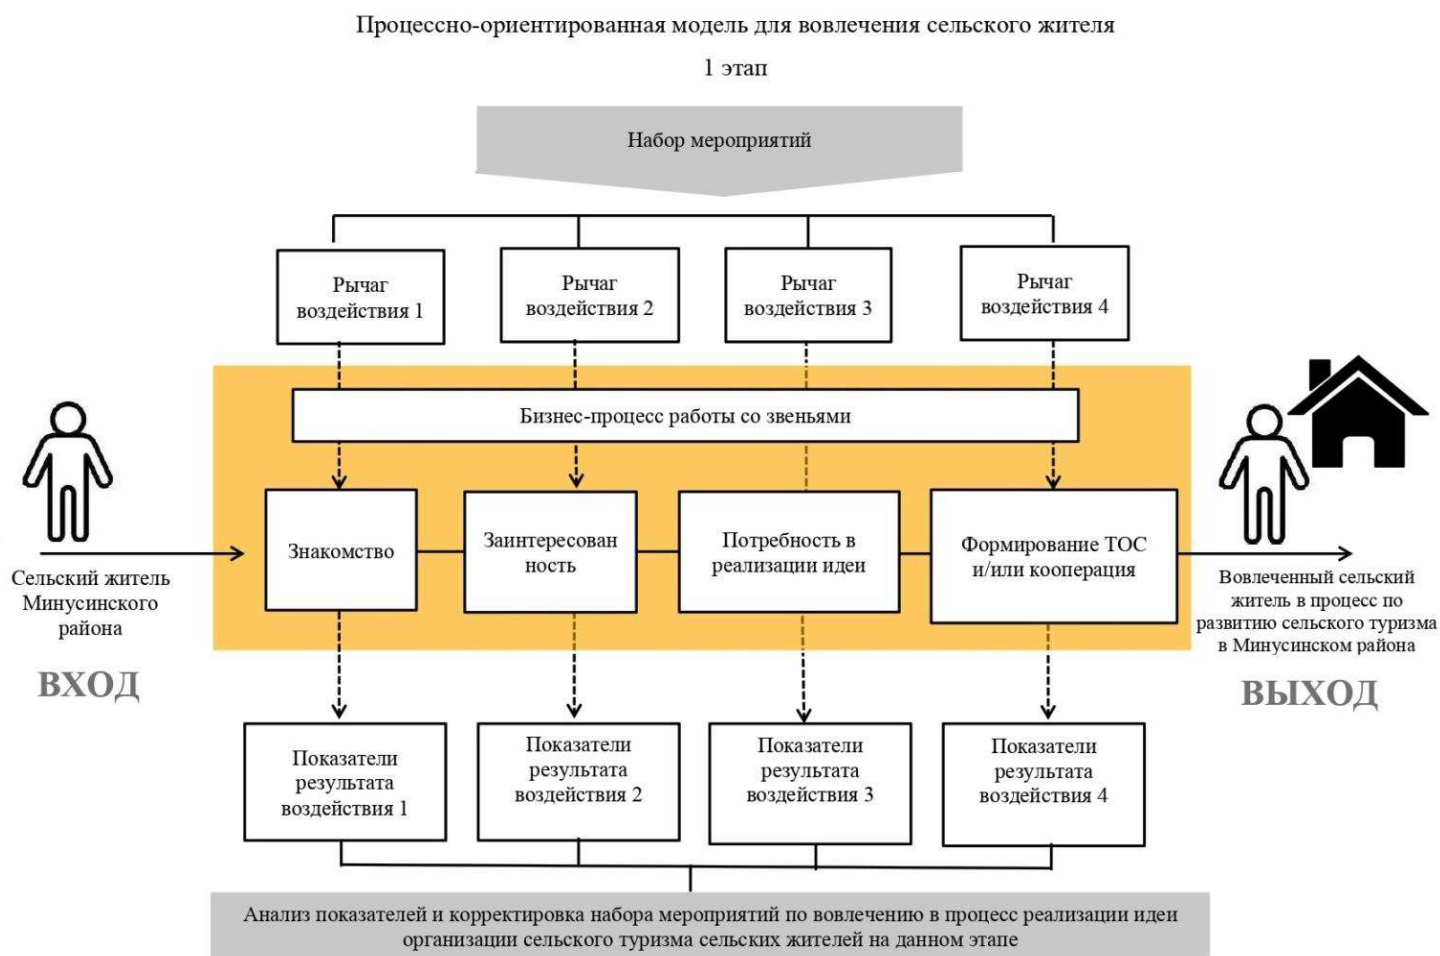 Процессно-ориентированная модель для вовлечения сельского жителя
1 этап
Набор мероприятий
Рычаг
воздействия 1
Рычаг
воздействия 2
Рычаг
воздействия 3
Рычаг
воздействия 4
Бизнес-процесс работы со звеньями
Знакомство
Заинтересован
ность
Потребность в
реализации идеи
Формирование ТОС
и/или кооперация
Сельский житель
Минусинского
района
ВХОД
Вовлеченный сельский
житель в процесс по
развитию сельского туризма
в Минусинском района
ВЫХОД
Показатели
результата
воздействия 1
Показатели
результата
воздействия 2
Показатели
результата
воздействия 3
Показатели
результата
воздействия 4
Анализ показателей и корректировка набора мероприятий по вовлечению в процесс реализации идеи
организации сельского туризма сельских жителей на данном этапе